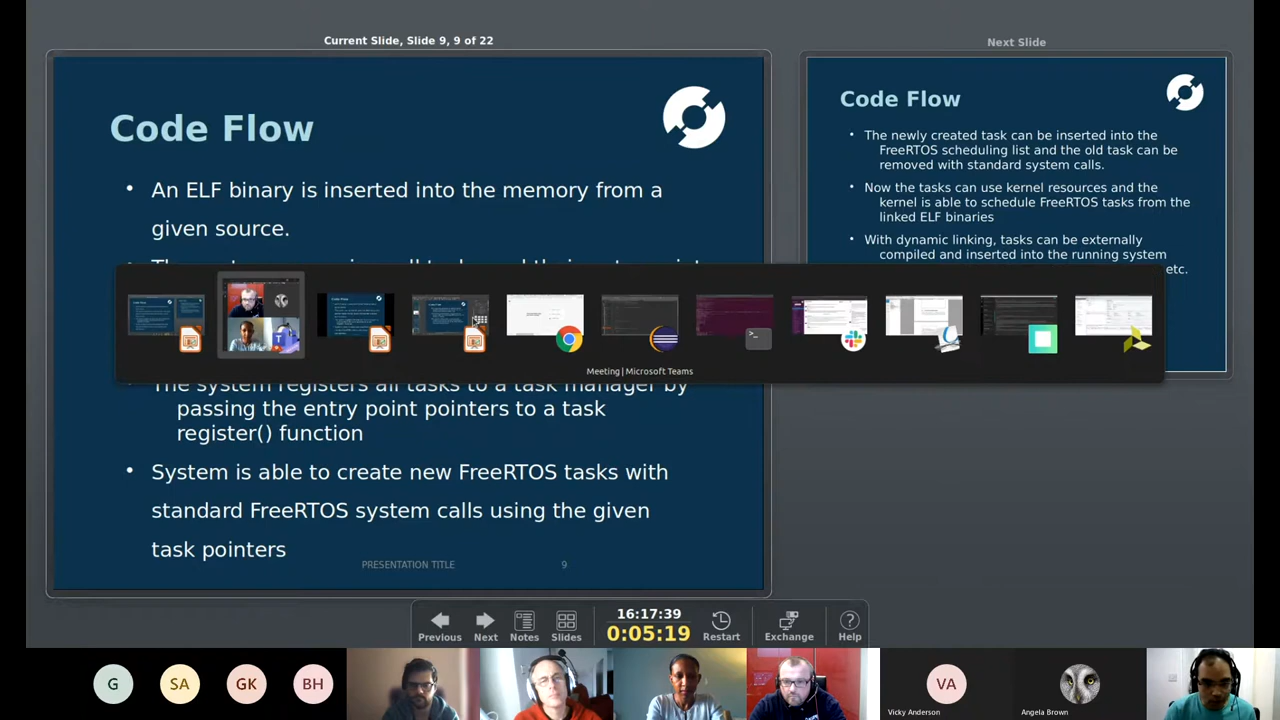 Current Slide, Slide 9, 9 of 22
Next Slide
Code Flow
An ELF binary is inserted into the memory from a
given source.
The system registers all tasks to a task manager by
passing the entry point pointers to a task
register() function
System is able to create new FreeRTOS tasks with
standard FreeRTOS system calls using the given
task pointers
PRESENTATION TITLE
9
Code Flow
The newly created task can be inserted into the
FreeRTOS scheduling list and the old task can be
removed with standard system calls.
Now the tasks can use kernel resources and the
kernel is able to schedule FreeRTOS tasks from the
linked ELF binaries
With dynamic linking, tasks can be externally
compiled and inserted into the running system
etc.
Meeting | Microsoft Teams
Previous
Next
Notes
Slides
16:17:39
0:05:19
Restart
Exchange
Help
G
SA
GK
BH
VA
Vicky Anderson
Angela Brown